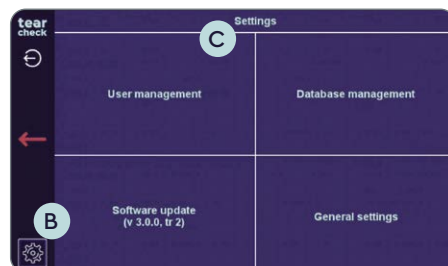 tear
check
Settings
C
User management
Database management
B
Software update
(v 3.0.0, tr 2)
General settings